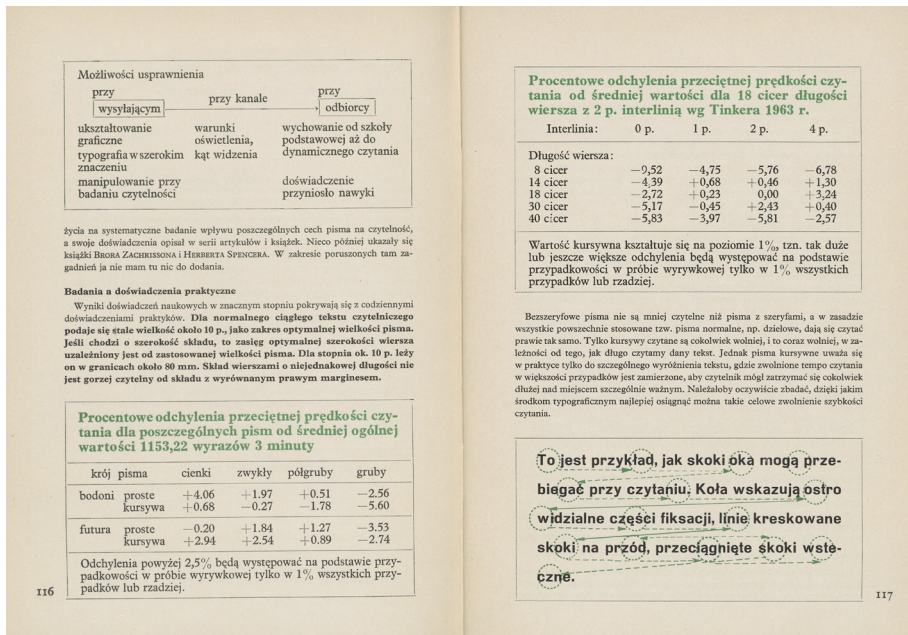 Możliwości usprawnienia
przy przy
wysyłającym przy kanale odbiorcy
ukształtowanie warunki wychowanie od szkoły
graficzne oświetlenia, podstawowej aż do
typografia w szerokim kąt widzenia dynamicznego czytania
znaczeniu
manipulowanie przy doświadczenie
badaniu czytelności przyniosło nawyki
życia na systematyczne badanie wpływu poszczególnych cech pisma na czytelność,
a swoje doświadczenia opisał w serii artykułów i książek. Nieco później ukazały się
książki BRORA ZACHRISSONA i HERBERTA SPENCERA. W zakresie poruszonych tam za-
gadnień ja nie mam tu nic do dodania.
Badania a doświadczenia praktyczne
Wyniki doświadczeń naukowych w znacznym stopniu pokrywają się z codziennymi
doświadczeniami praktyków. Dla normalnego ciągłego tekstu czytelniczego
podaje się stale wielkość około 10 p., jako zakres optymalnej wielkości pisma.
Jeśli chodzi o szerokość składu, to zasięg optymalnej szerokości wiersza
uzależniony jest od zastosowanej wielkości pisma. Dla stopnia ok. 10 p. leży
on w granicach około 80 mm. Skład wierszami o niejednakowej długości nie
jest gorzej czytelny od składu z wyrównanym prawym marginesem.
Procentowe odchylenia przeciętnej prędkości czy-
tania dla poszczególnych pism od średniej ogólnej
wartości 1153,22 wyrazów 3 minuty
krój pisma cienki zwykły półgruby gruby
bodoni proste +4.06 +1.97 +0.51 −2.56
kursywa +0.68 −0.27 −1.78 −5.60
futura proste −0.20 +1.84 +1.27 −3.53
kursywa +2.94 +2.54 +0.89 −2.74
Odchylenia powyżej 2,5% będą występować na podstawie przy-
padkowości w próbie wyrywkowej tylko w 1% wszystkich przy-
padków lub rzadziej.
116
Procentowe odchylenia przeciętnej prędkości czy-
tania od średniej wartości dla 18 cicer długości
wiersza z 2 p. interlinią wg Tinkera 1963 r.
Interlinia: 0 p. 1 p. 2 p. 4 p.
Długość wiersza:
8 cicer −9,52 −4,75 −5,76 −6,78
14 cicer −4,39 +0,68 +0,46 +1,30
18 cicer −2,72 +0,23 0,00 +3,24
30 cicer −5,17 −0,45 +2,43 +0,40
40 cicer −5,83 −3,97 −5,81 −2,57
Wartość kursywna kształtuje się na poziomie 1%, tzn. tak duże
lub jeszcze większe odchylenia będą występować na podstawie
przypadkowości w próbie wyrywkowej tylko w 1% wszystkich
przypadków lub rzadziej.
Bezszeryfowe pisma nie są mniej czytelne niż pisma z szeryfami, a w zasadzie
wszystkie powszechnie stosowane tzw. pisma normalne, np. dziełowe, dają się czytać
prawie tak samo. Tylko kursywy czytane są cokolwiek wolniej, i to coraz wolniej, w za-
leżności od tego, jak długo czytamy dany tekst. Jednak pisma kursywne uważa się
w praktyce tylko do szczególnego wyróżnienia tekstu, gdzie zwolnione tempo czytania
w większości przypadków jest zamierzone, aby czytelnik mógł zatrzymać się cokolwiek
dłużej nad miejscem szczególnie ważnym. Należałoby oczywiście zbadać, dzięki jakim
środkom typograficznym najlepiej osiągnąć można takie celowe zwolnienie szybkości
czytania.
To jest przykład, jak skoki oka mogą prze-
biegać przy czytaniu. Koła wskazują ostro
widzialne części fiksacji, linie kreskowane
skoki na przód, przeciągnięte skoki wste-
czne.
117